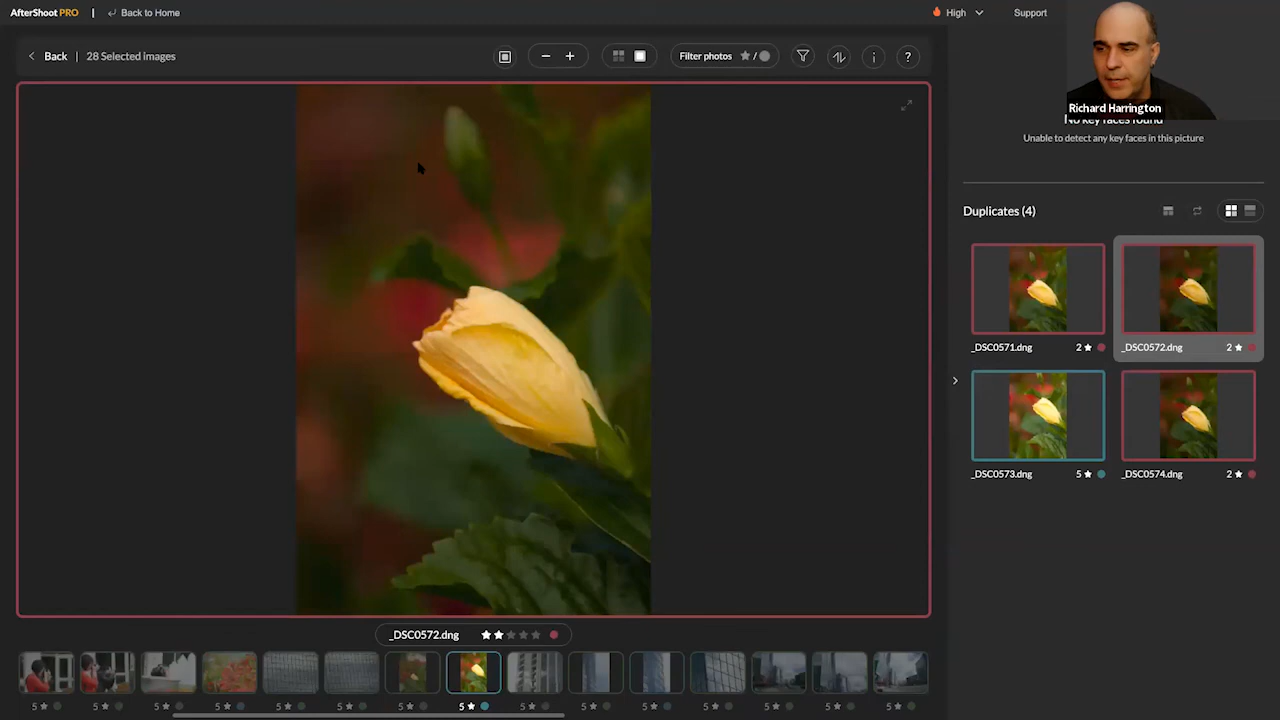 AfterShoot PRO | Back to Home High Support
Back | 28 Selected images Filter photos /
Richard Harrington
No key faces found
Unable to detect any key faces in this picture
Duplicates (4)
_DSC0571.dng 2 _DSC0572.dng 2
_DSC0573.dng 5 _DSC0574.dng 2
_DSC0572.dng
5 5 5 5 5 5 5 5 5 5 5 5 5 5 5